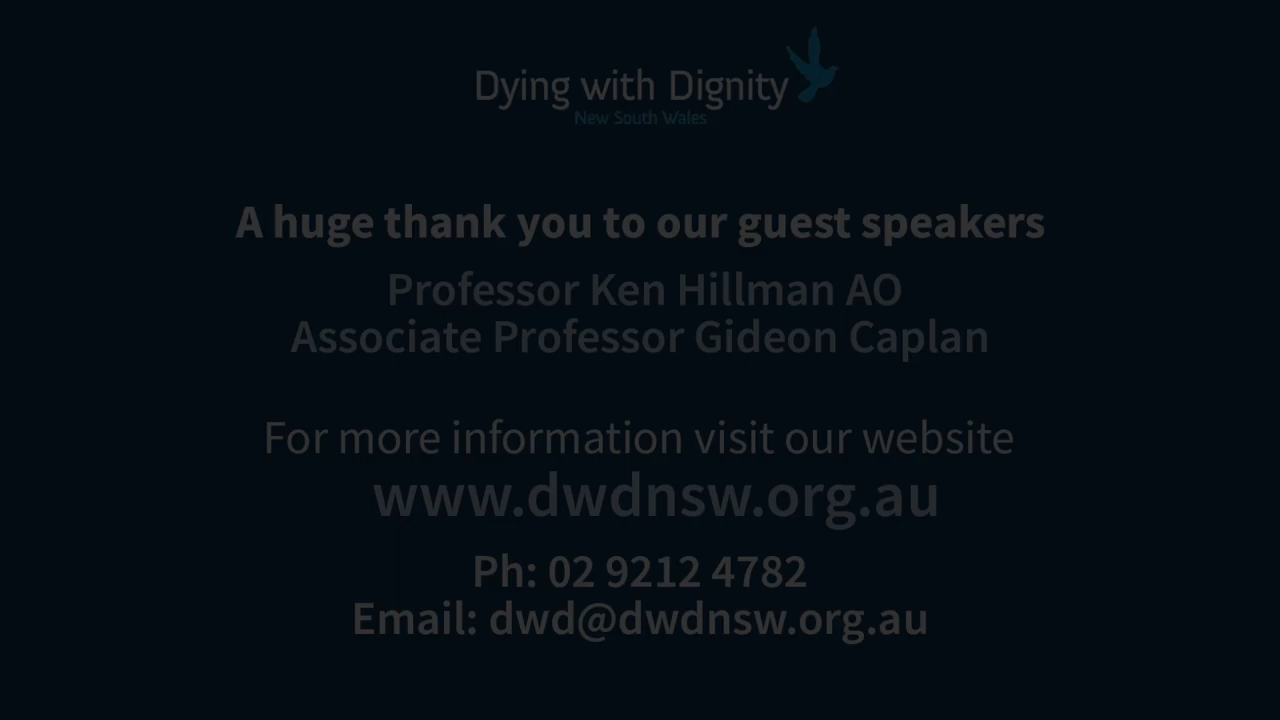 Dying with Dignity
New South Wales
A huge thank you to our guest speakers
Professor Ken Hillman AO
Associate Professor Gideon Caplan
For more information visit our website
www.dwdnsw.org.au
Ph: 02 9212 4782
Email: dwd@dwdnsw.org.au